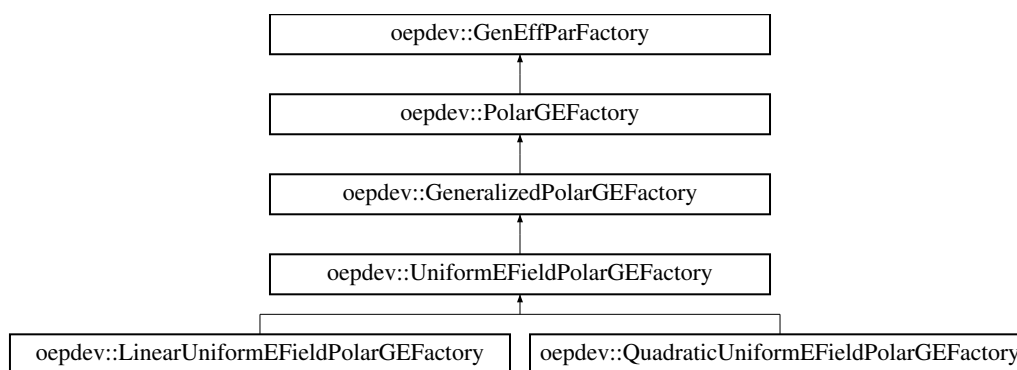 oepdev::GenEffParFactory
oepdev::PolarGEFactory
oepdev::GeneralizedPolarGEFactory
oepdev::UniformEFieldPolarGEFactory
oepdev::LinearUniformEFieldPolarGEFactory
oepdev::QuadraticUniformEFieldPolarGEFactory